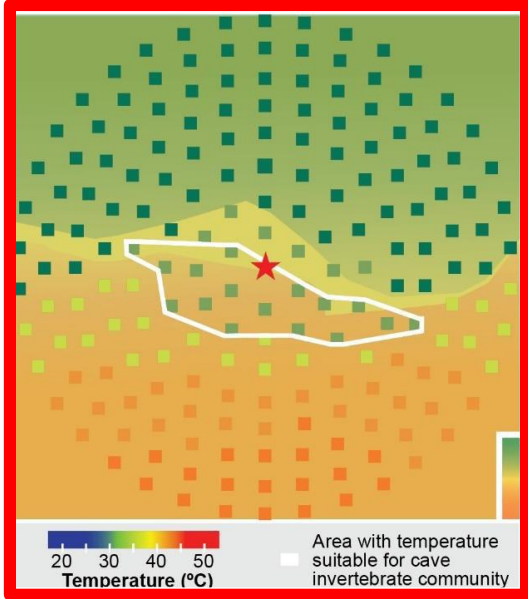 20 30 40 50
Temperature (ºC)
Area with temperature
suitable for cave
invertebrate community